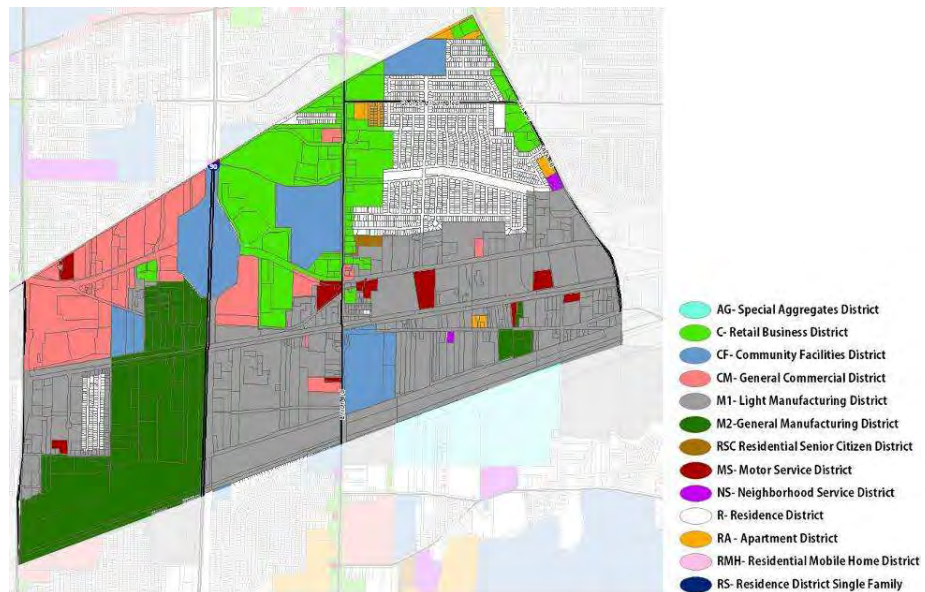 90
AG- Special Aggregates District
C- Retail Business District
CF- Community Facilities District
CM- General Commercial District
M1- Light Manufacturing District
M2-General Manufacturing District
RSC Residential Senior Citizen District
MS- Motor Service District
NS- Neighborhood Service District
R- Residence District
RA - Apartment District
RMH- Residential Mobile Home District
RS- Residence District Single Family